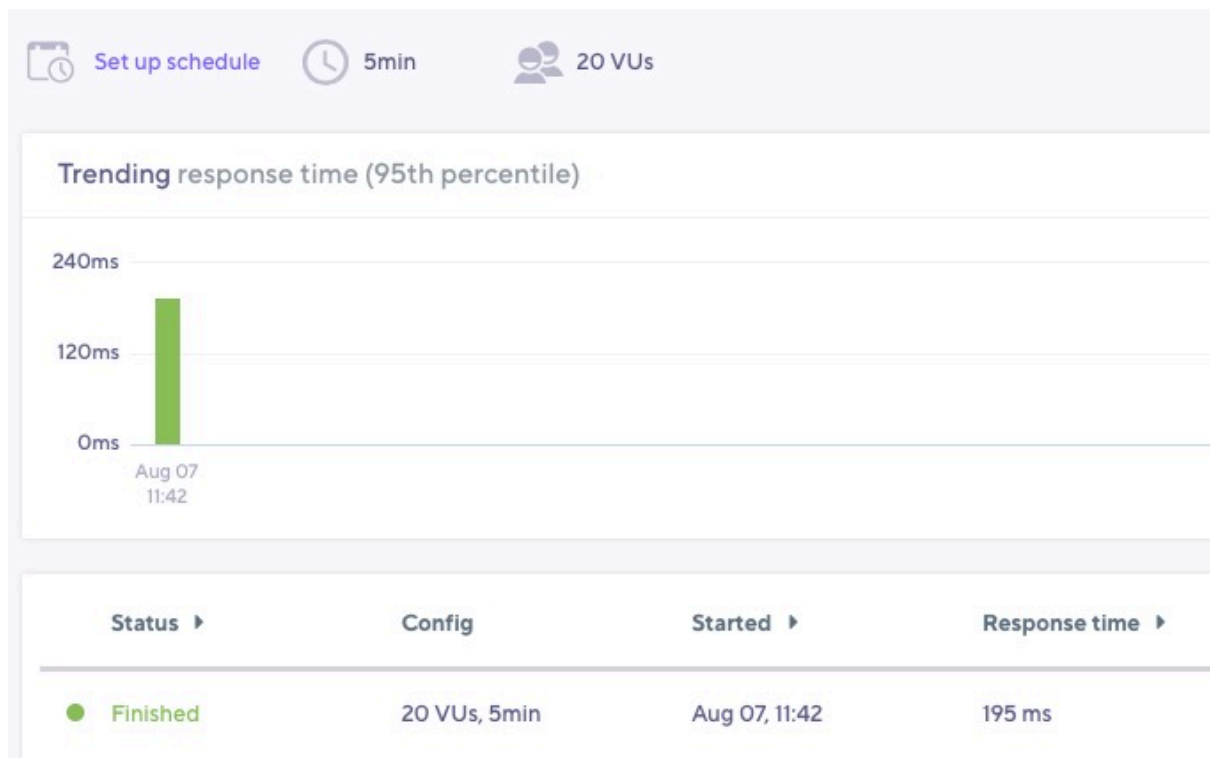 Set up schedule 5min 20 VUs
Trending response time (95th percentile)
240ms
120ms
0ms
Aug 07
11:42
Status Config Started Response time
Finished 20 VUs, 5min Aug 07, 11:42 195 ms